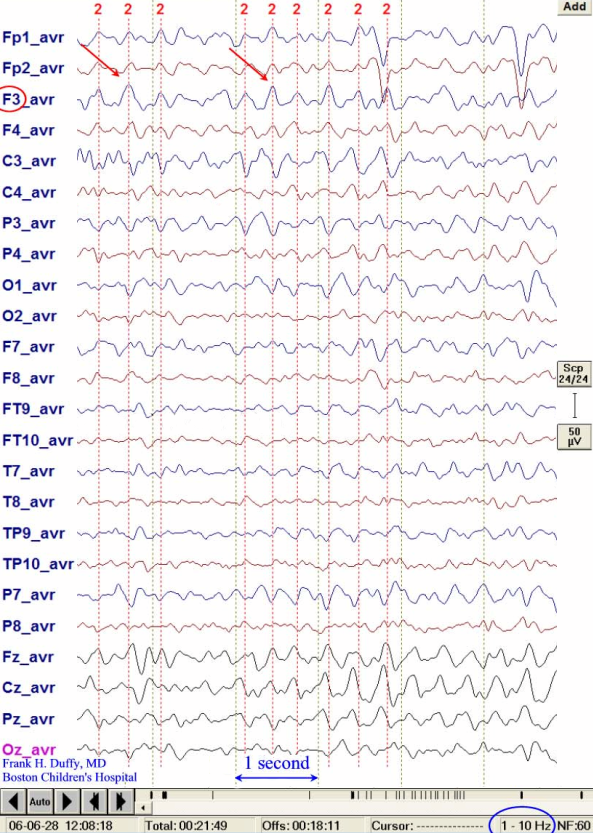 Add
2 2 2 2 2 2 2 2 2
Fp1_avr
Fp2_avr
F3_avr
F4_avr
C3_avr
C4_avr
P3_avr
P4_avr
O1_avr
O2_avr
F7_avr
F8_avr
Scp
24/24
FT9_avr
50
µV
FT10_avr
T7_avr
T8_avr
TP9_avr
TP10_avr
P7_avr
P8_avr
Fz_avr
Cz_avr
Pz_avr
Oz_avr
Frank H. Duffy, MD
1 second
Boston Children's Hospital
Auto
06-06-28 12:08:18 Total: 00:21:49 Offs: 00:18:11 Cursor: --------------- 1 - 10 Hz NF:60